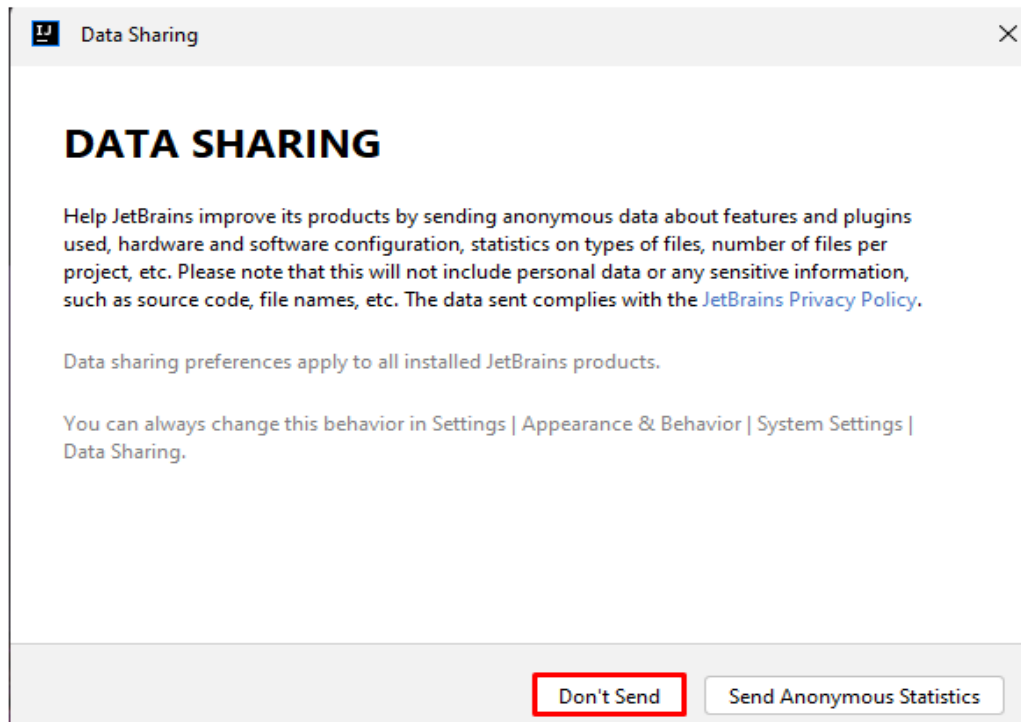 IJ Data Sharing
DATA SHARING
Help JetBrains improve its products by sending anonymous data about features and plugins
used, hardware and software configuration, statistics on types of files, number of files per
project, etc. Please note that this will not include personal data or any sensitive information,
such as source code, file names, etc. The data sent complies with the JetBrains Privacy Policy.
Data sharing preferences apply to all installed JetBrains products.
You can always change this behavior in Settings | Appearance & Behavior | System Settings |
Data Sharing.
Don't Send Send Anonymous Statistics